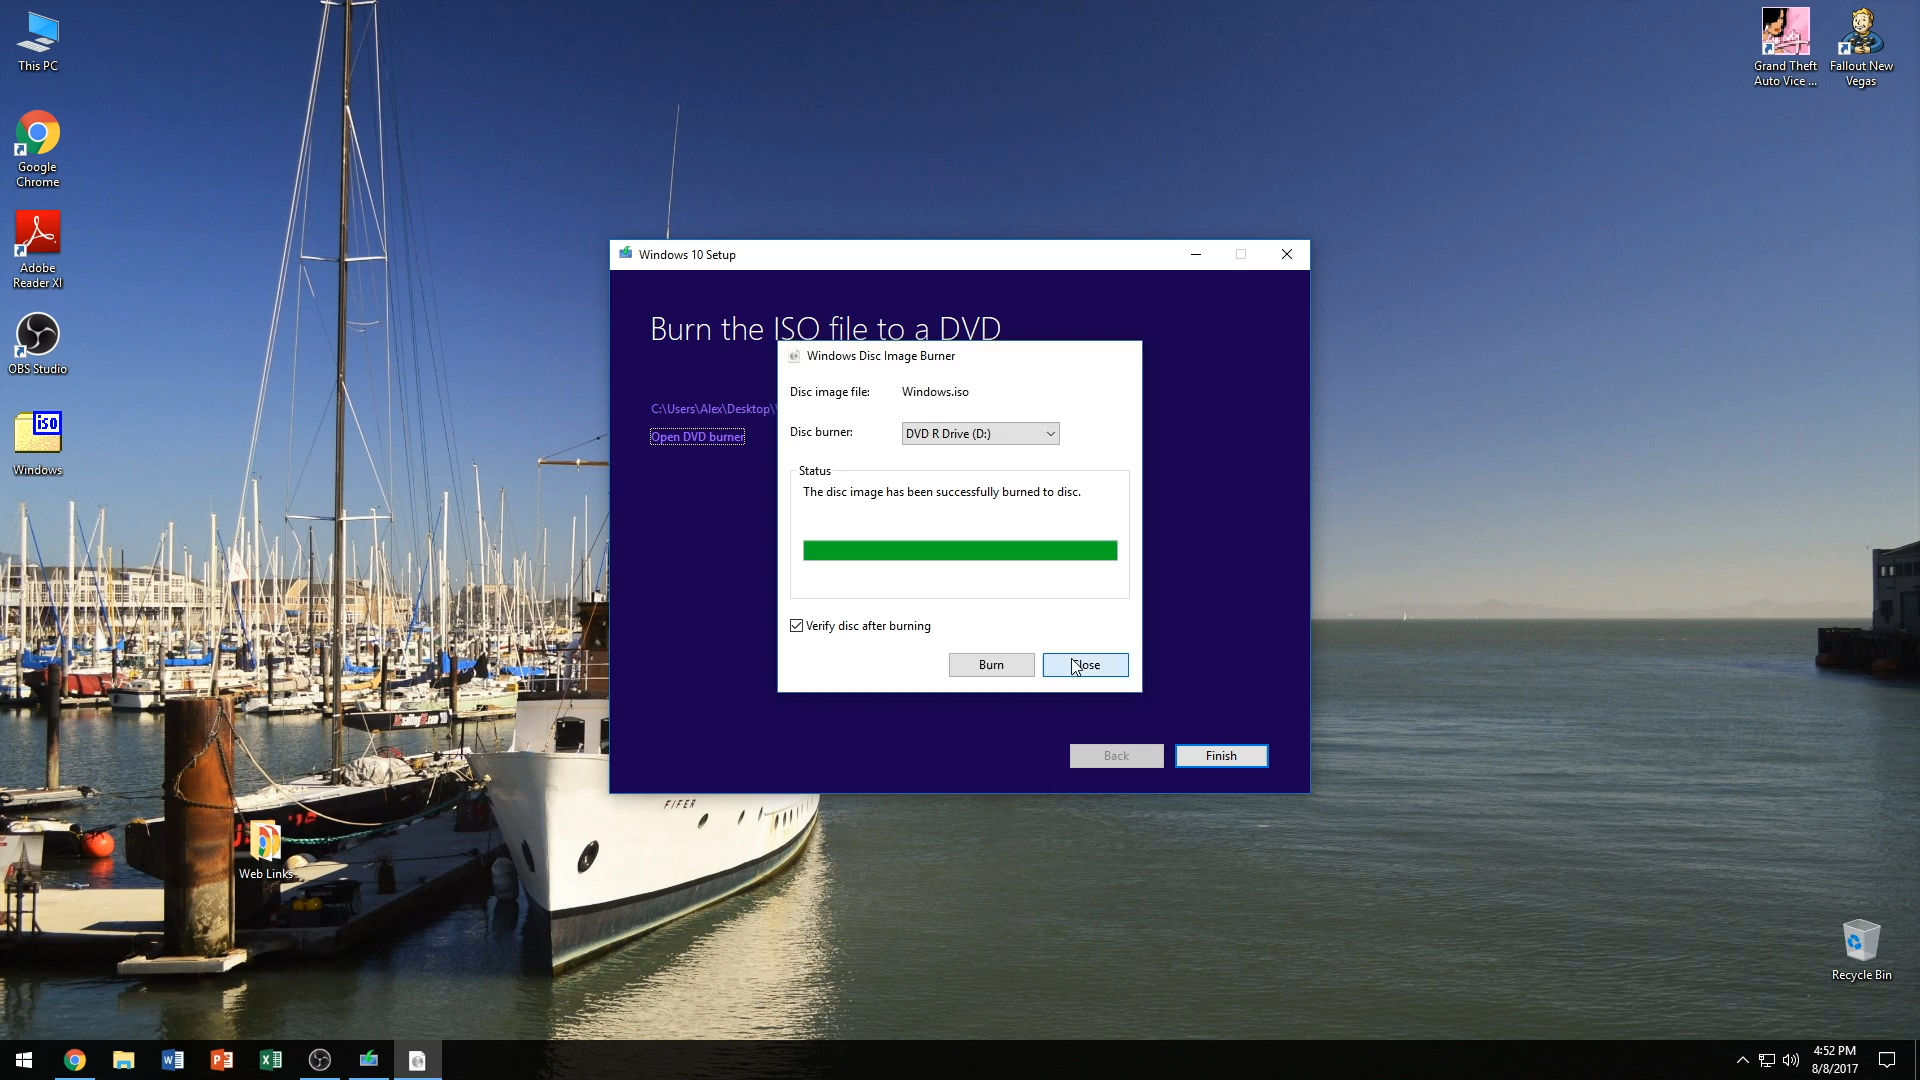 This PC
Google
Chrome
Adobe
Reader XI
OBS Studio
iso
Windows
Web Links
Grand Theft
Auto Vice ...
Fallout New
Vegas
Recycle Bin
Windows 10 Setup
Burn the ISO file to a DVD
C:\Users\Alex\Desktop\
Open DVD burner
Windows Disc Image Burner
Disc image file: Windows.iso
Disc burner: DVD R Drive (D:)
Status
The disc image has been successfully burned to disc.
Verify disc after burning
Burn
Close
Back
Finish
FIFER
4:52 PM
8/8/2017